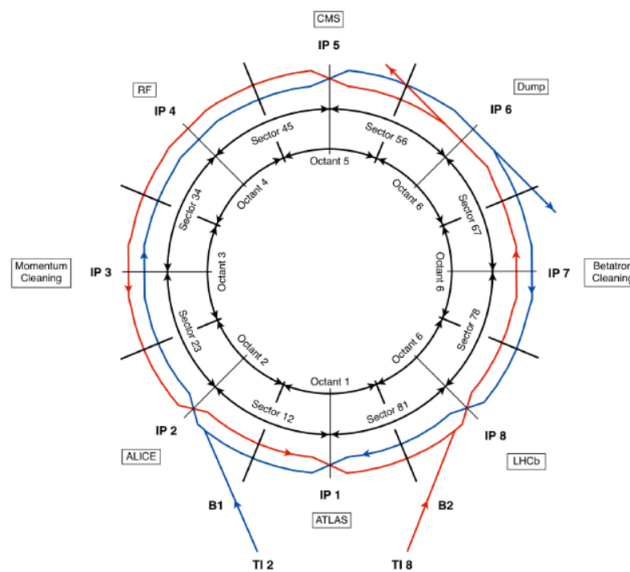 CMS
IP 5
RF
IP 4
Dump
IP 6
Sector 45
Sector 56
Octant 5
Octant 4
Octant 6
Sector 34
Sector 67
Momentum
Cleaning
IP 3
Octant 3
Octant 6
IP 7
Betatron
Cleaning
Sector 23
Sector 78
Octant 2
Octant 6
Octant 1
Sector 12
Sector 81
IP 2
IP 8
ALICE
LHCb
IP 1
B1
B2
ATLAS
TI 2
TI 8